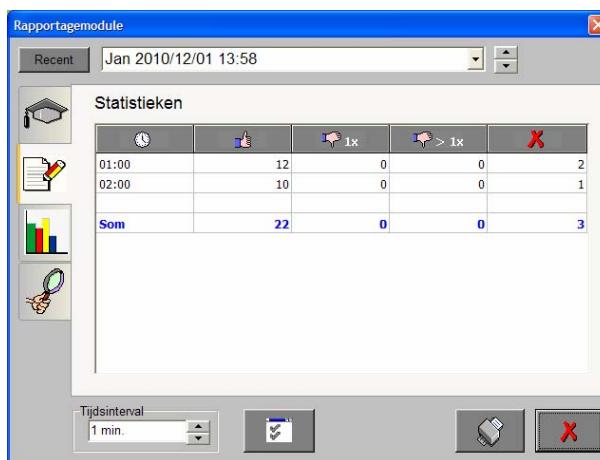 Rapportagemodule
Recent Jan 2010/12/01 13:58
Statistieken
1x > 1x
01:00 12 0 0 2
02:00 10 0 0 1
Som 22 0 0 3
Tijdsinterval
1 min.